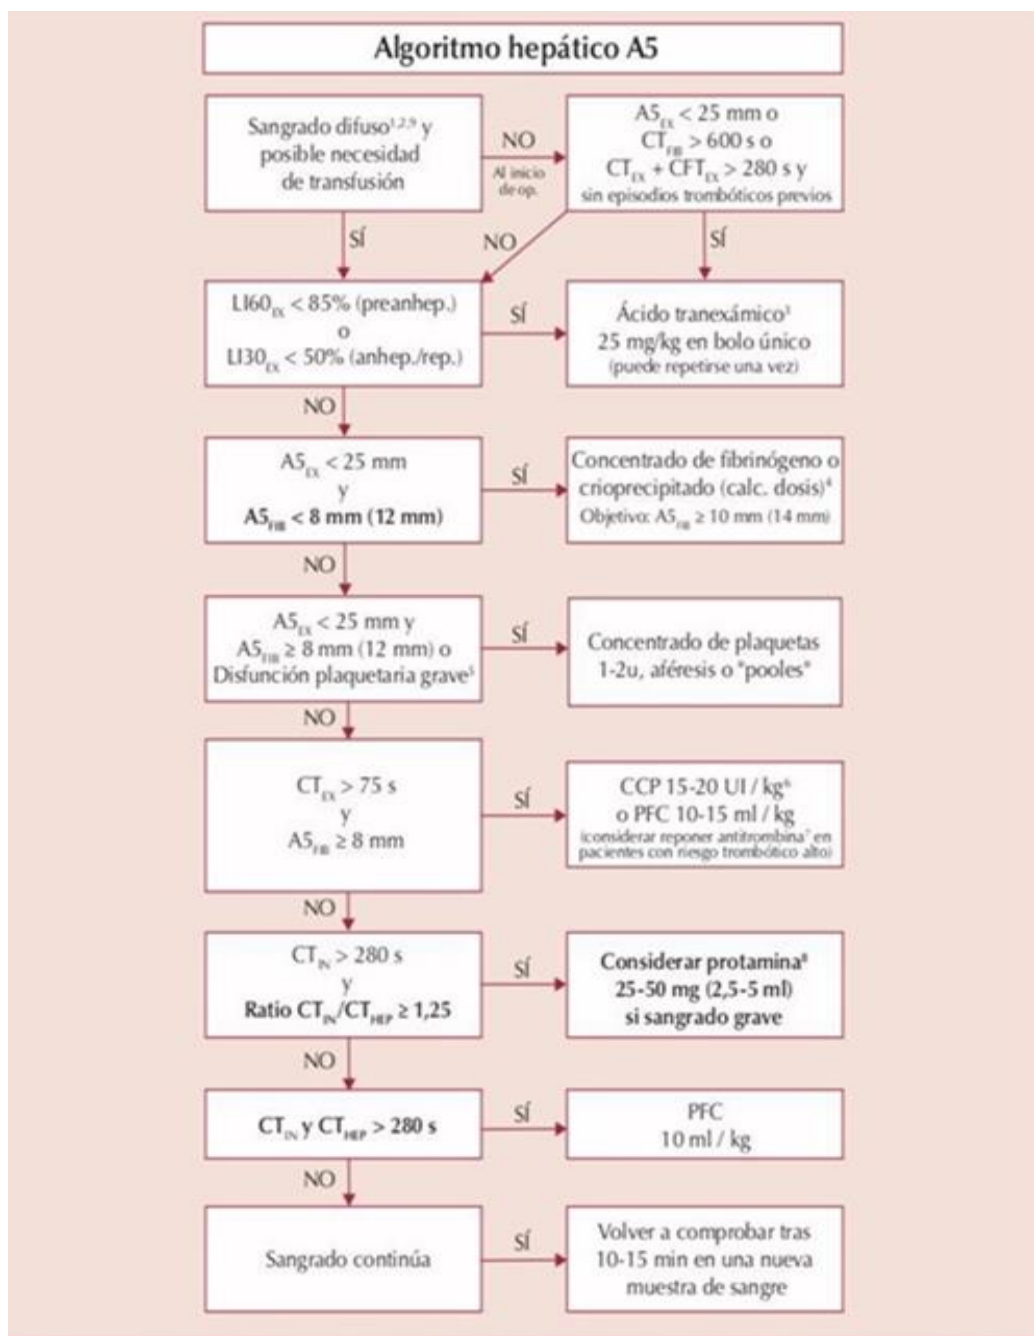 Algoritmo hepático A5
Sangrado difuso¹,²,⁹ y
posible necesidad
de transfusión
NO
Al inicio
de op.
A5EX < 25 mm o
CTFIB > 600 s o
CTEX + CFTEX > 280 s y
sin episodios trombóticos previos
SÍ
NO
SÍ
LI60EX < 85% (preanhep.)
o
LI30EX < 50% (anhep./rep.)
SÍ
Ácido tranexámico³
25 mg/kg en bolo único
(puede repetirse una vez)
NO
A5EX < 25 mm
y
A5FIB < 8 mm (12 mm)
SÍ
Concentrado de fibrinógeno o
crioprecipitado (calc. dosis)⁴
Objetivo: A5FIB ≥ 10 mm (14 mm)
NO
A5EX < 25 mm y
A5FIB ≥ 8 mm (12 mm) o
Disfunción plaquetaria grave⁵
SÍ
Concentrado de plaquetas
1-2u, aféresis o "pooles"
NO
CTEX > 75 s
y
A5FIB ≥ 8 mm
SÍ
CCP 15-20 UI / kg⁶
o PFC 10-15 ml / kg
(considerar reponer antitrombina⁷ en
pacientes con riesgo trombótico alto)
NO
CTIN > 280 s
y
Ratio CTIN/CTHEP ≥ 1,25
SÍ
Considerar protamina⁸
25-50 mg (2,5-5 ml)
si sangrado grave
NO
CTIN y CTHEP > 280 s
SÍ
PFC
10 ml / kg
NO
Sangrado continúa
SÍ
Volver a comprobar tras
10-15 min en una nueva
muestra de sangre